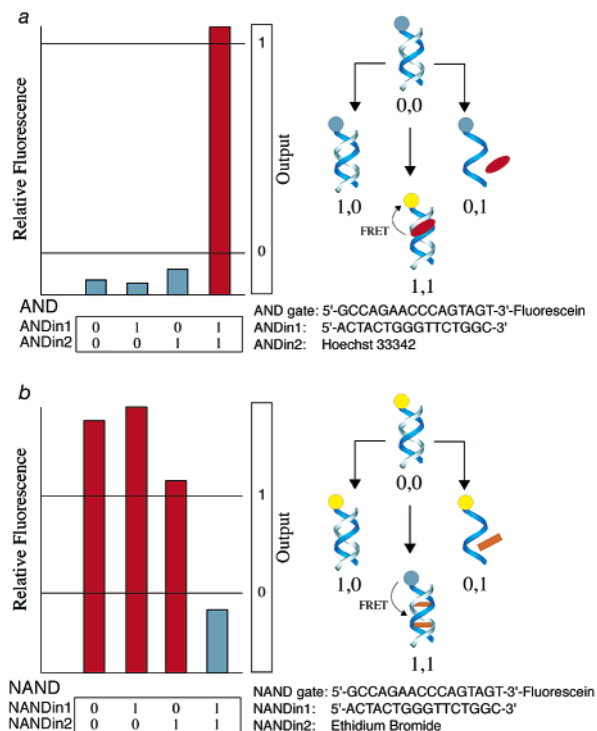 a
Relative Fluorescence
1
0
Output
AND
ANDin1 0 1 0 1
ANDin2 0 0 1 1
0,0
1,0
0,1
FRET
1,1
AND gate: 5'-GCCAGAACCCAGTAGT-3'-Fluorescein
ANDin1: 5'-ACTACTGGGTTCTGGC-3'
ANDin2: Hoechst 33342
b
Relative Fluorescence
1
0
Output
NAND
NANDin1 0 1 0 1
NANDin2 0 0 1 1
0,0
1,0
0,1
FRET
1,1
NAND gate: 5'-GCCAGAACCCAGTAGT-3'-Fluorescein
NANDin1: 5'-ACTACTGGGTTCTGGC-3'
NANDin2: Ethidium Bromide